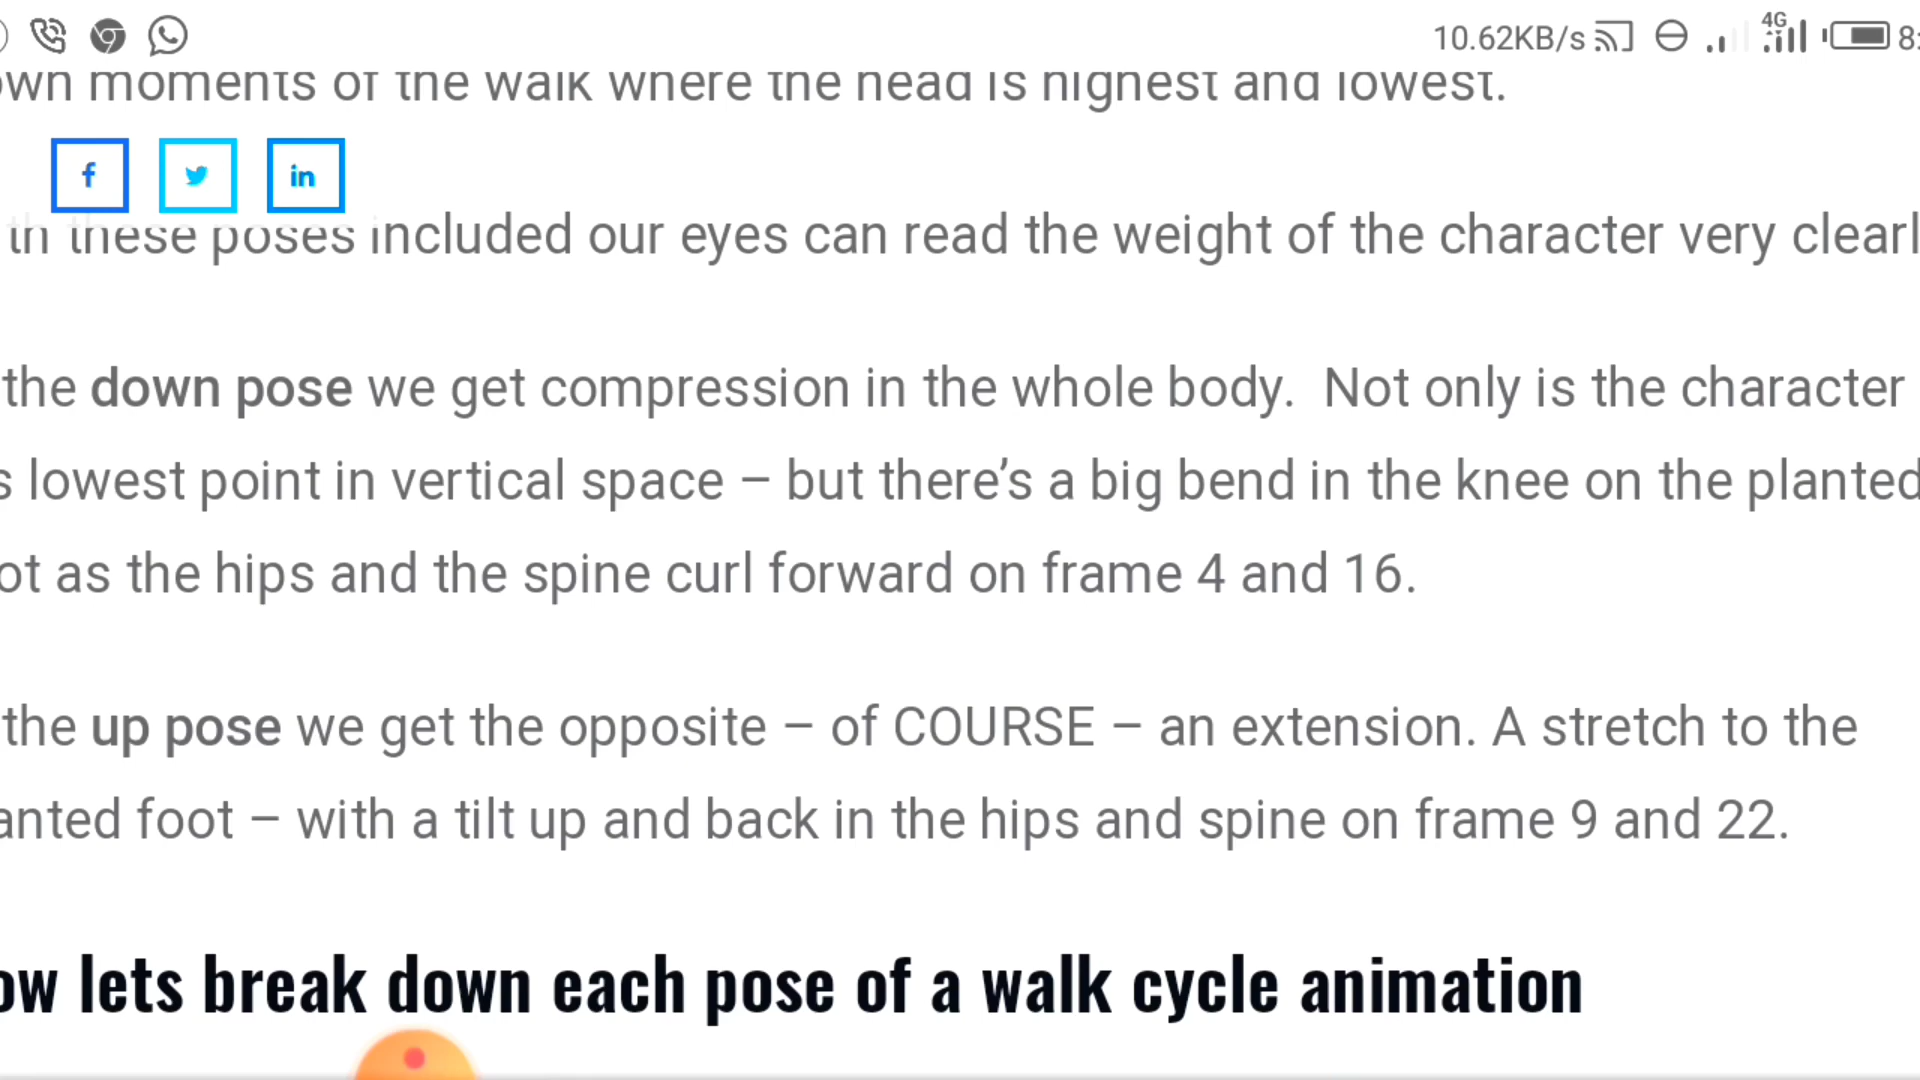 10.62KB/s 4G 8:
own moments of the walk where the head is highest and lowest.
f in
th these poses included our eyes can read the weight of the character very clearl
the down pose we get compression in the whole body. Not only is the character
s lowest point in vertical space – but there’s a big bend in the knee on the planted
ot as the hips and the spine curl forward on frame 4 and 16.
the up pose we get the opposite – of COURSE – an extension. A stretch to the
anted foot – with a tilt up and back in the hips and spine on frame 9 and 22.
ow lets break down each pose of a walk cycle animation